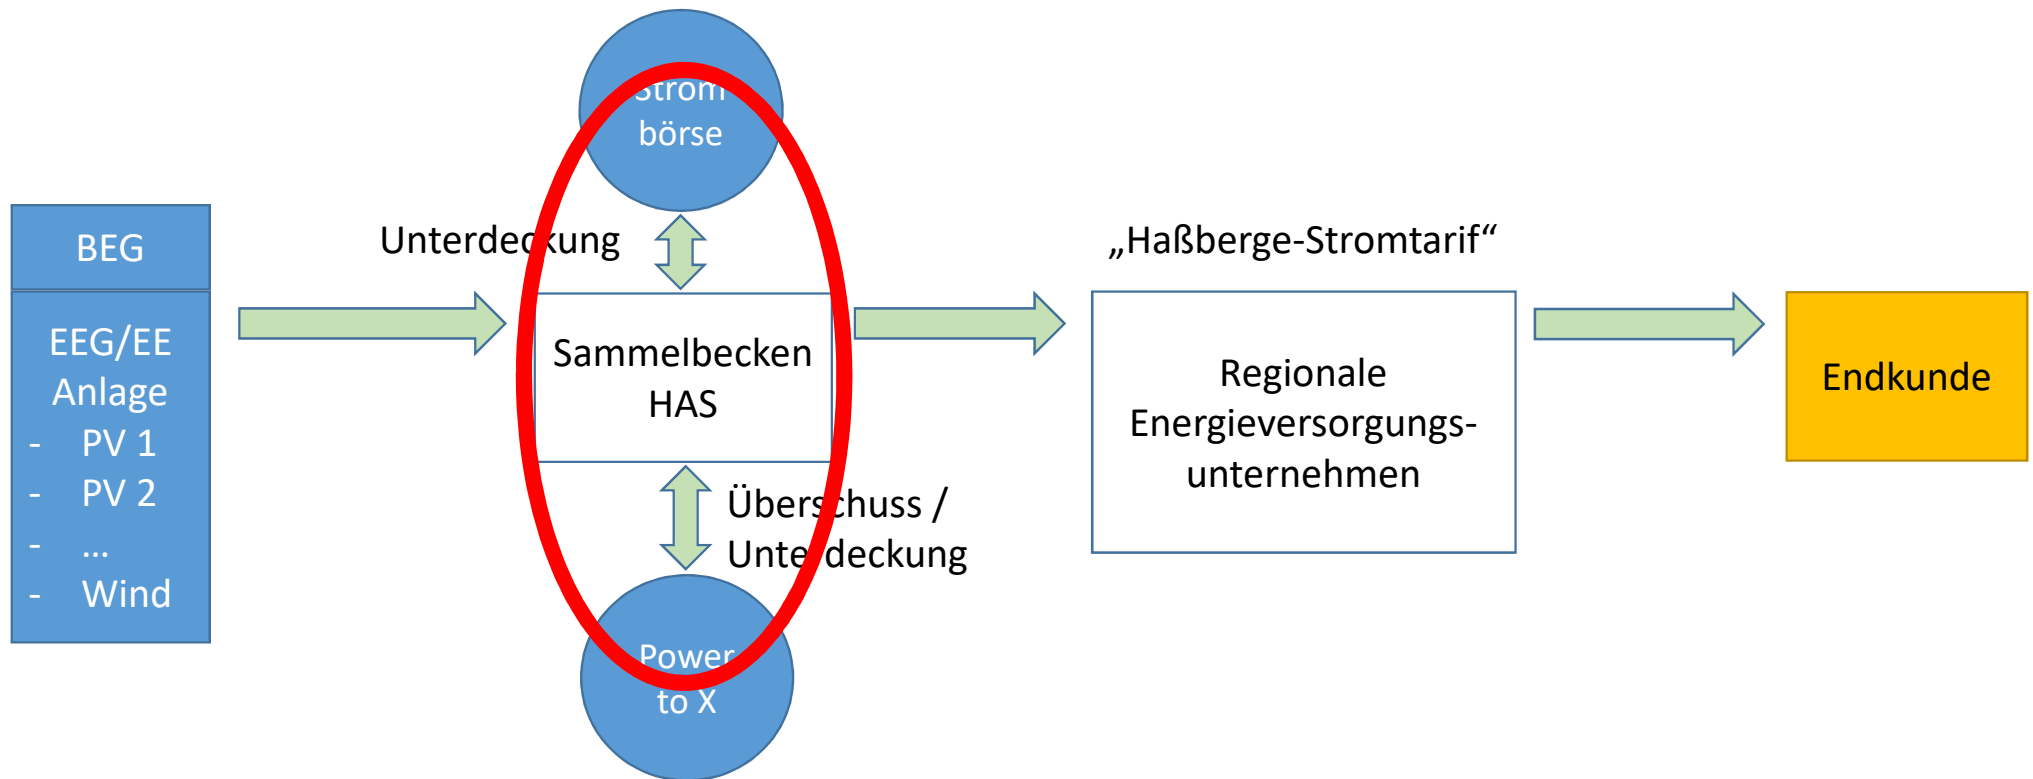 Strom
börse
Unterdeckung
„Haßberge-Stromtarif“
BEG
EEG/EE
Anlage
- PV 1
- PV 2
- ...
- Wind
Sammelbecken
HAS
Überschuss /
Unterdeckung
Power
to X
Regionale
Energieversorgungs-
unternehmen
Endkunde